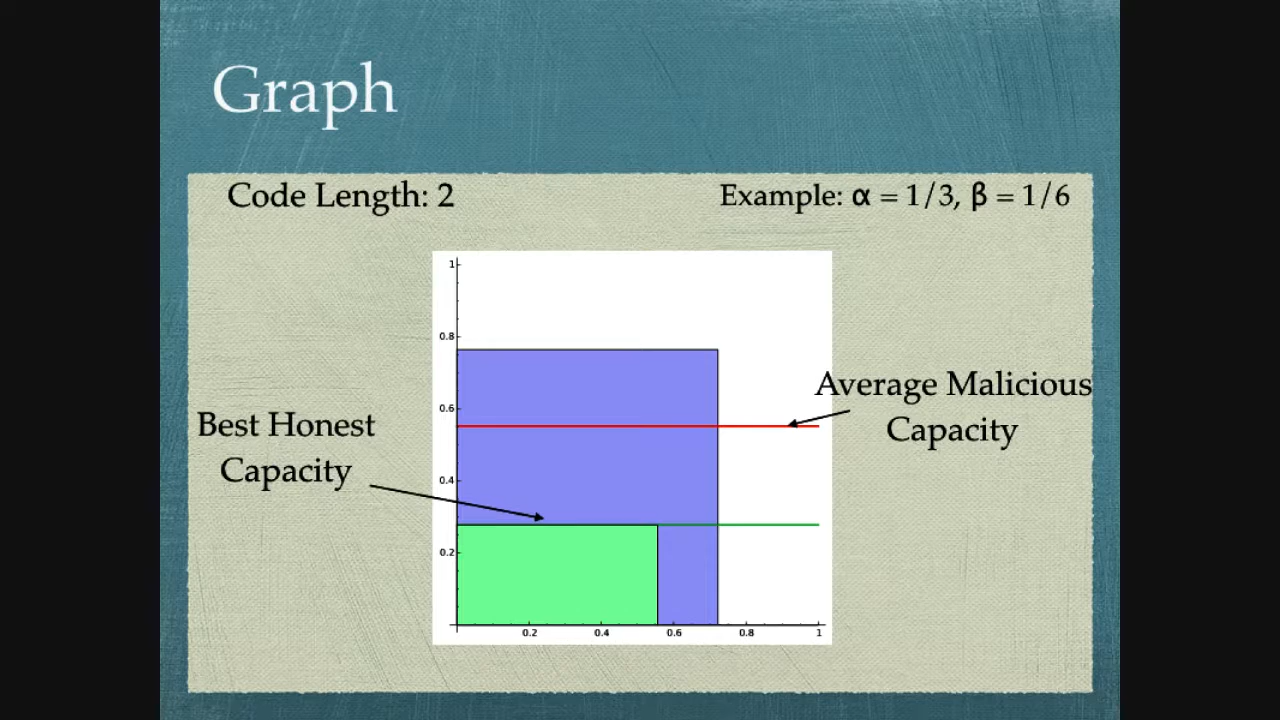 Graph
Code Length: 2
Example: α = 1/3, β = 1/6
1
0.8
0.6
0.4
0.2
0.2
0.4
0.6
0.8
1
Average Malicious
Capacity
Best Honest
Capacity